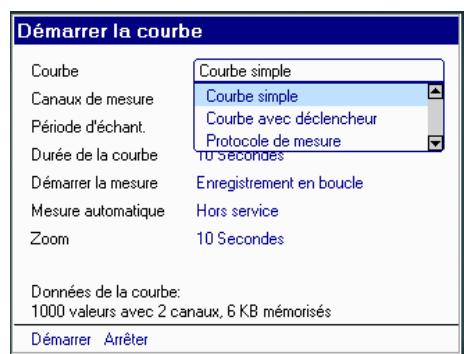 Démarrer la courbe
Courbe Courbe simple
Canaux de mesure Courbe simple
Période d'échant. Courbe avec déclencheur
Protocole de mesure
Durée de la courbe 10 Secondes
Démarrer la mesure Enregistrement en boucle
Mesure automatique Hors service
Zoom 10 Secondes
Données de la courbe:
1000 valeurs avec 2 canaux, 6 KB mémorisés
Démarrer Arrêter